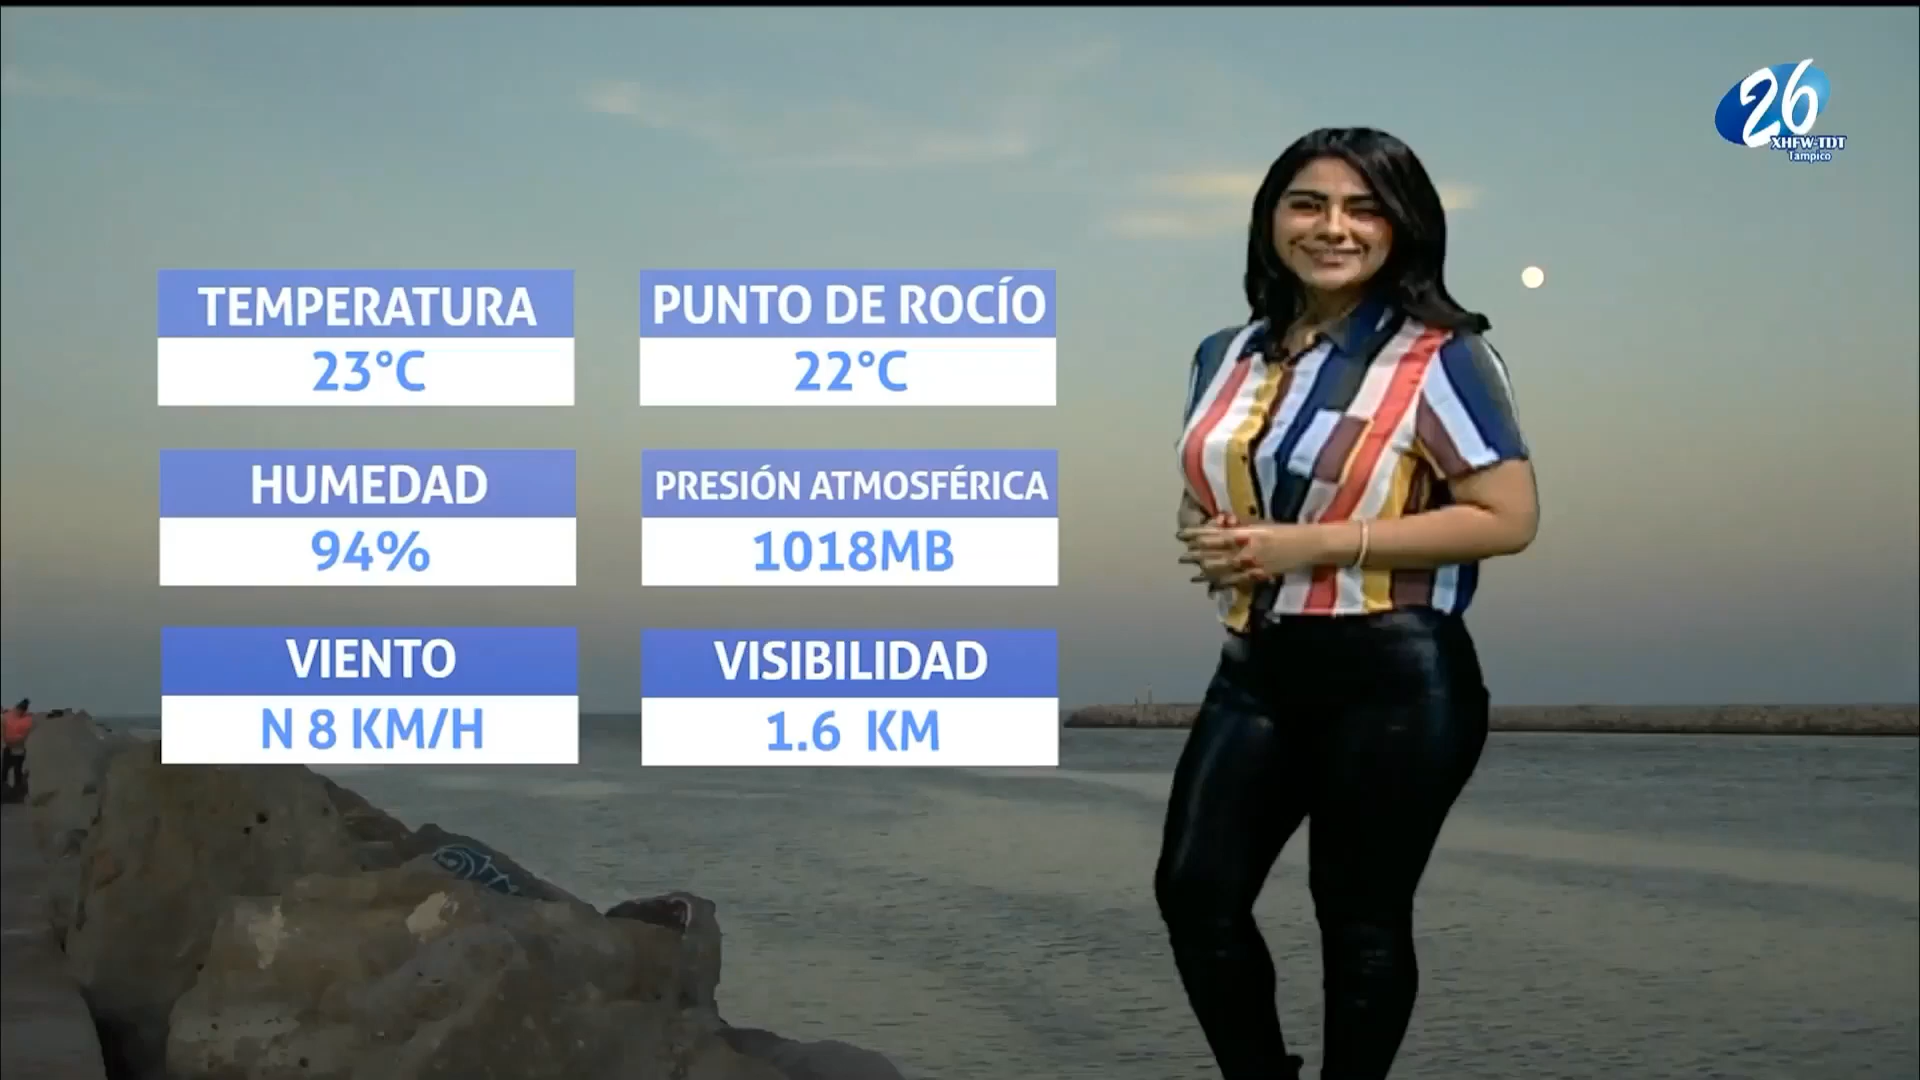 26
XHFW-TDT
Tampico
TEMPERATURA
23°C
PUNTO DE ROCÍO
22°C
HUMEDAD
94%
PRESIÓN ATMOSFÉRICA
1018MB
VIENTO
N 8 KM/H
VISIBILIDAD
1.6 KM